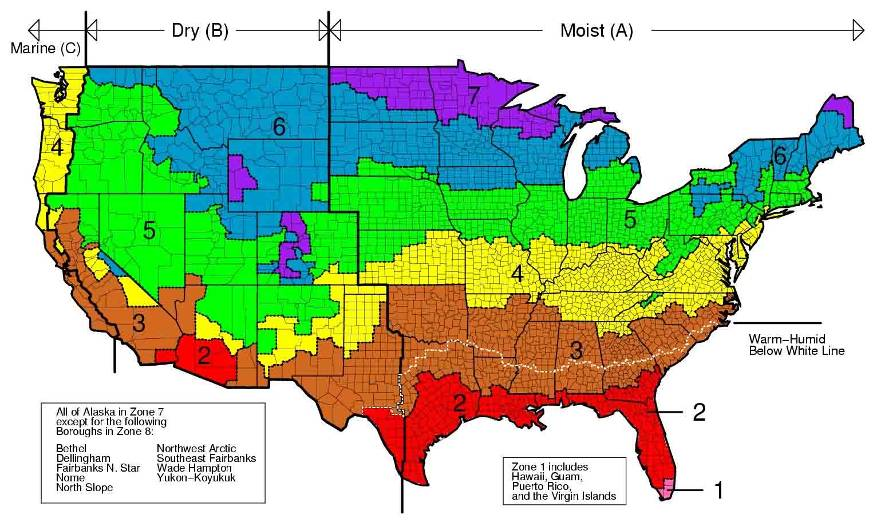 Marine (C)
Dry (B)
Moist (A)
7
6
4
6
5
5
4
3
3
2
2
Warm-Humid
Below White Line
2
1
All of Alaska in Zone 7
except for the following
Boroughs in Zone 8:
Bethel
Dellingham
Fairbanks N. Star
Nome
North Slope
Northwest Arctic
Southeast Fairbanks
Wade Hampton
Yukon-Koyukuk
Zone 1 includes
Hawaii, Guam,
Puerto Rico,
and the Virgin Islands